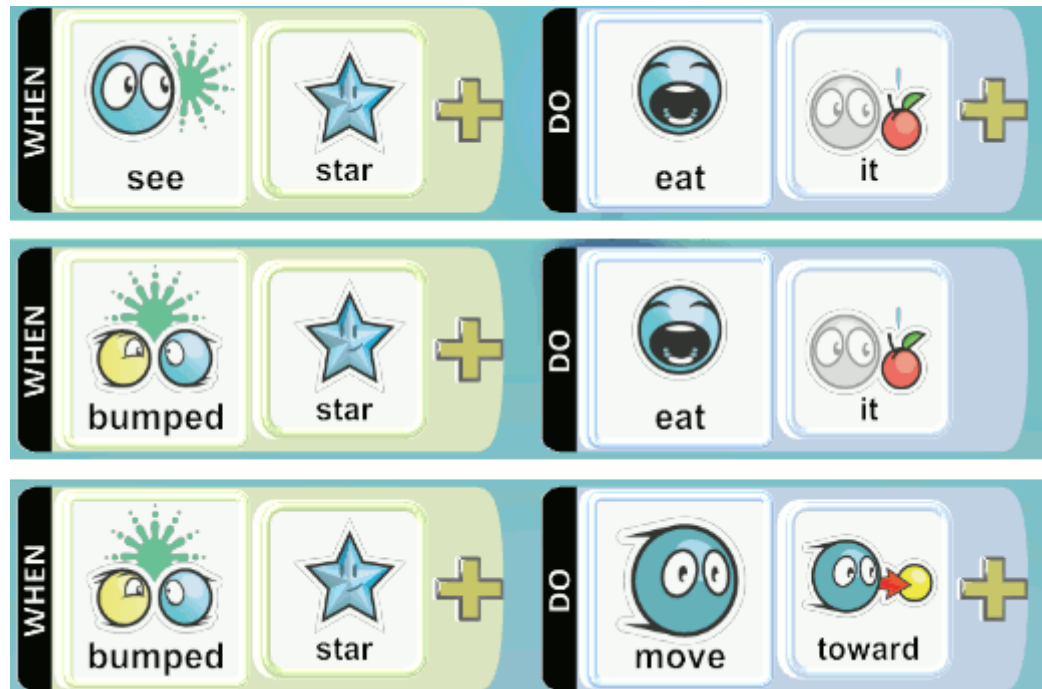 WHEN see star DO eat it
WHEN bumped star DO eat it
WHEN bumped star DO move toward